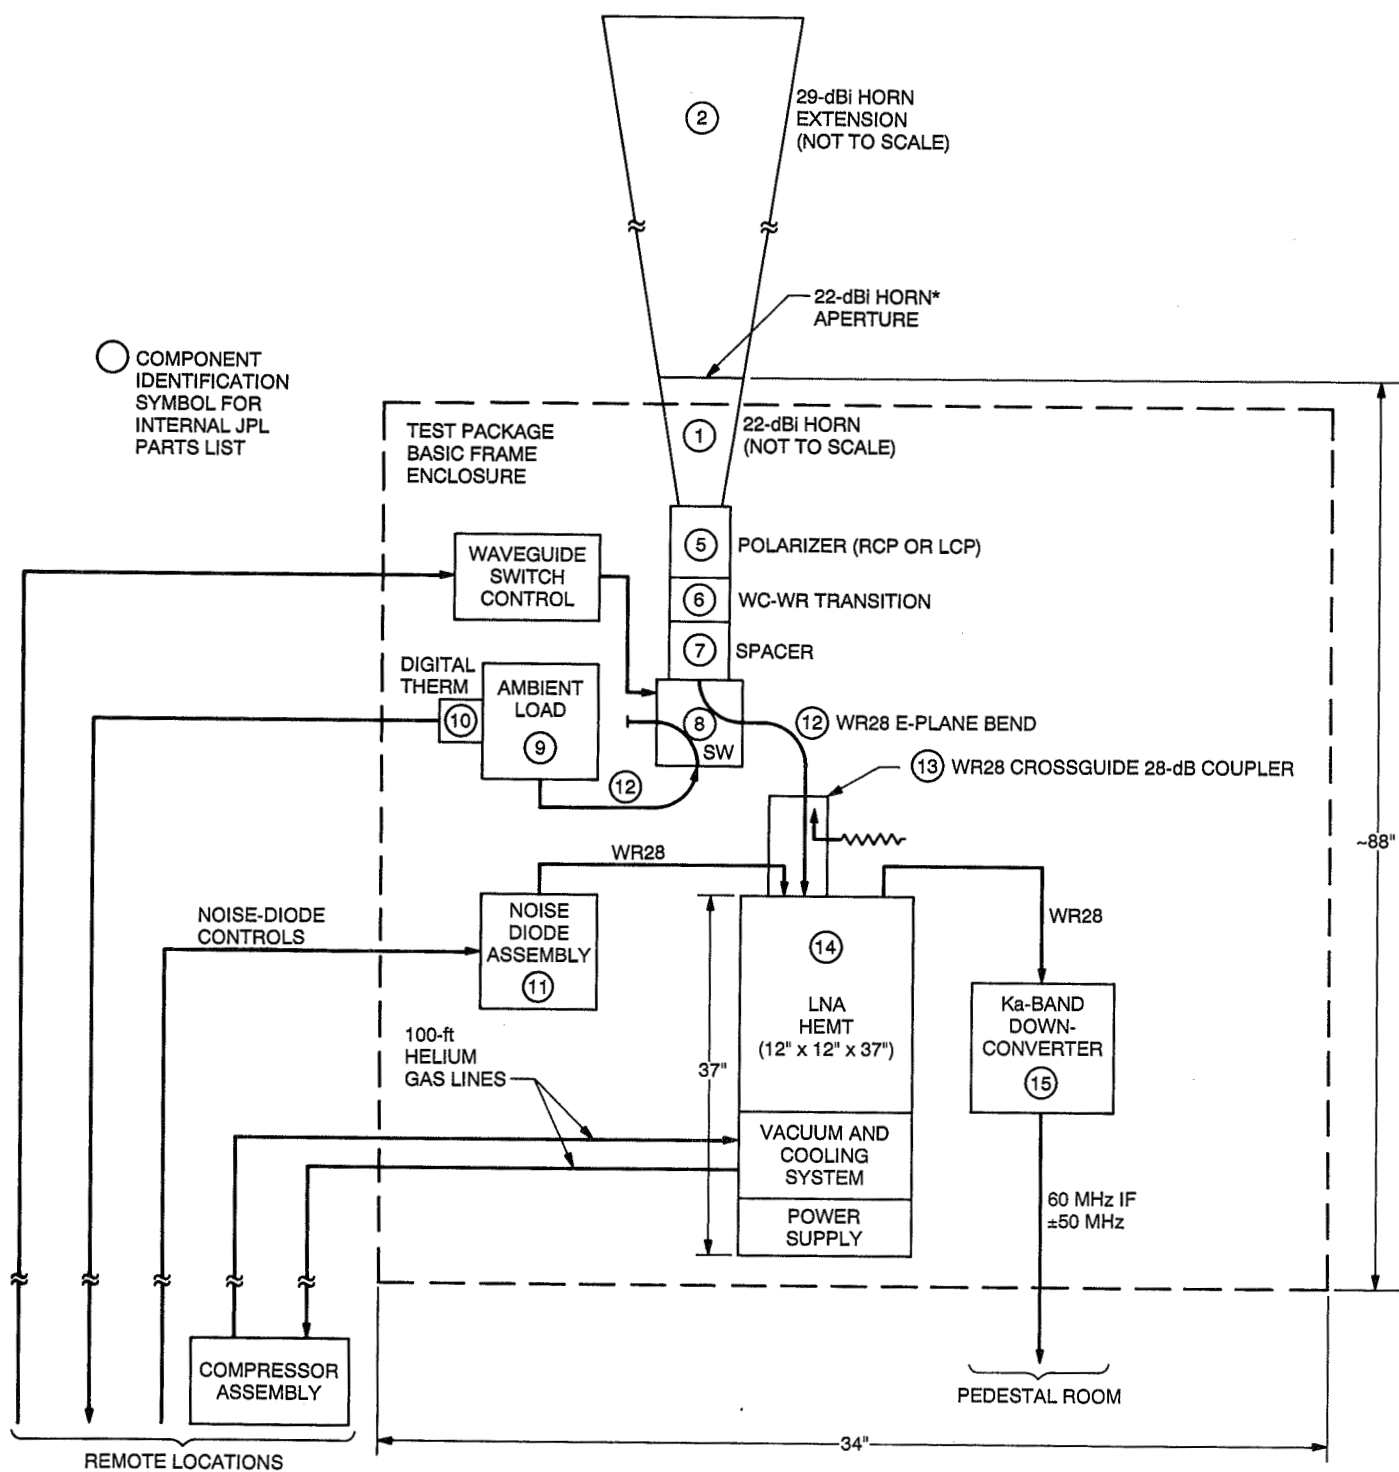 2
29-dBi HORN
EXTENSION
(NOT TO SCALE)
22-dBi HORN*
APERTURE
COMPONENT
IDENTIFICATION
SYMBOL FOR
INTERNAL JPL
PARTS LIST
TEST PACKAGE
BASIC FRAME
ENCLOSURE
1
22-dBi HORN
(NOT TO SCALE)
5
POLARIZER (RCP OR LCP)
6
WC-WR TRANSITION
7
SPACER
WAVEGUIDE
SWITCH
CONTROL
DIGITAL
THERM
10
AMBIENT
LOAD
9
12
8
SW
12 WR28 E-PLANE BEND
13 WR28 CROSSGUIDE 28-dB COUPLER
~88"
WR28
NOISE-DIODE
CONTROLS
NOISE
DIODE
ASSEMBLY
11
14
LNA
HEMT
(12" x 12" x 37")
37"
WR28
Ka-BAND
DOWN-
CONVERTER
15
100-ft
HELIUM
GAS LINES
VACUUM AND
COOLING
SYSTEM
POWER
SUPPLY
60 MHz IF
±50 MHz
COMPRESSOR
ASSEMBLY
PEDESTAL ROOM
34"
REMOTE LOCATIONS